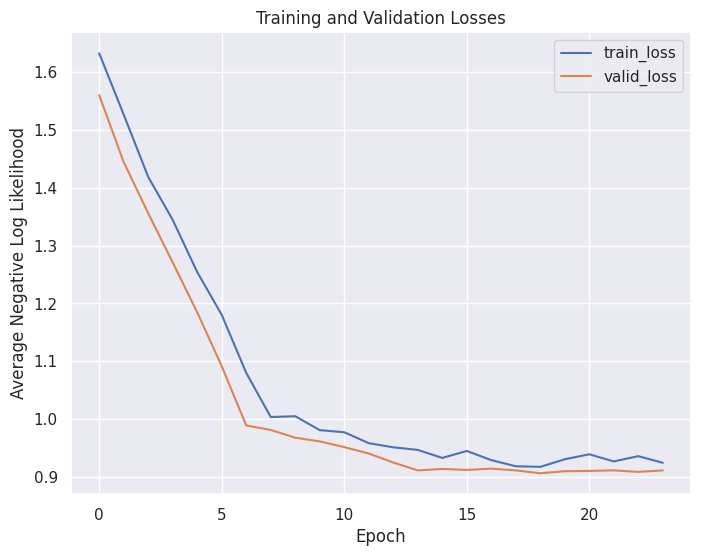 Training and Validation Losses
train_loss
valid_loss
Average Negative Log Likelihood
1.6
1.5
1.4
1.3
1.2
1.1
1.0
0.9
0
5
10
15
20
Epoch